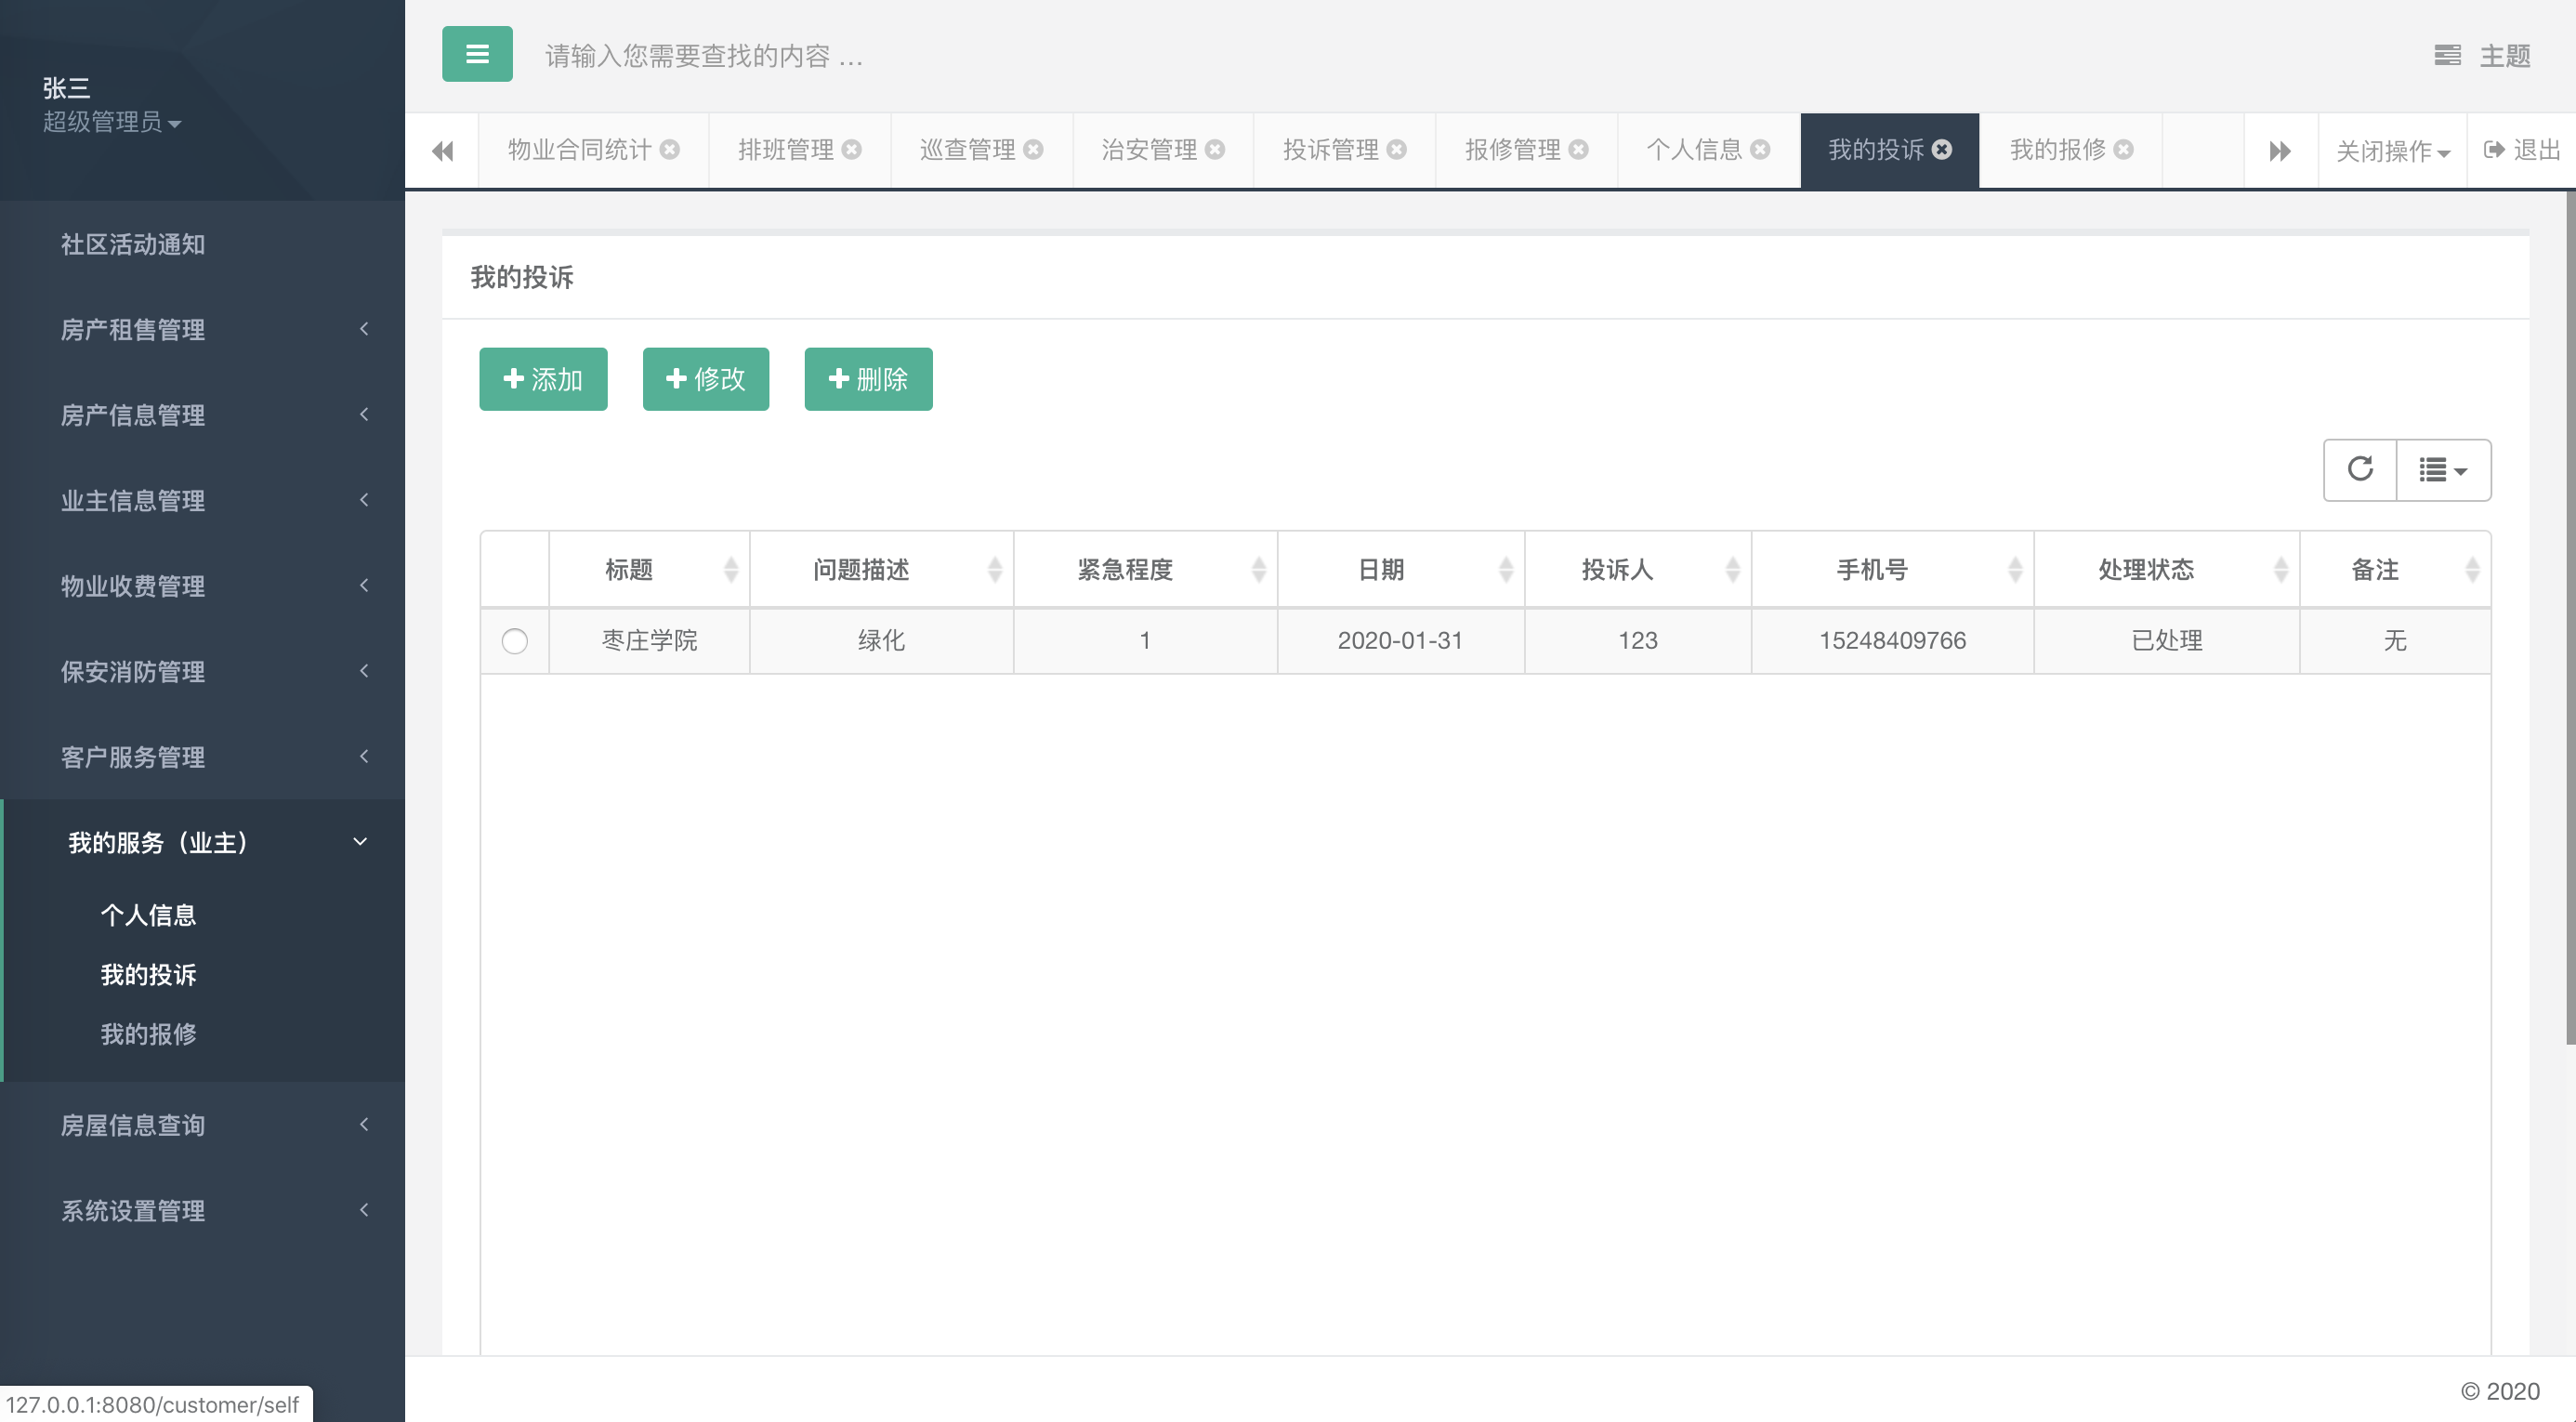 张三
超级管理员
社区活动通知
房产租售管理
房产信息管理
业主信息管理
物业收费管理
保安消防管理
客户服务管理
我的服务（业主）
个人信息
我的投诉
我的报修
房屋信息查询
系统设置管理
127.0.0.1:8080/customer/self
请输入您需要查找的内容 …
主题
物业合同统计 排班管理 巡查管理 治安管理 投诉管理 报修管理 个人信息 我的投诉 我的报修 关闭操作 退出
我的投诉
添加 修改 删除
标题 问题描述 紧急程度 日期 投诉人 手机号 处理状态 备注
枣庄学院 绿化 1 2020-01-31 123 15248409766 已处理 无
© 2020